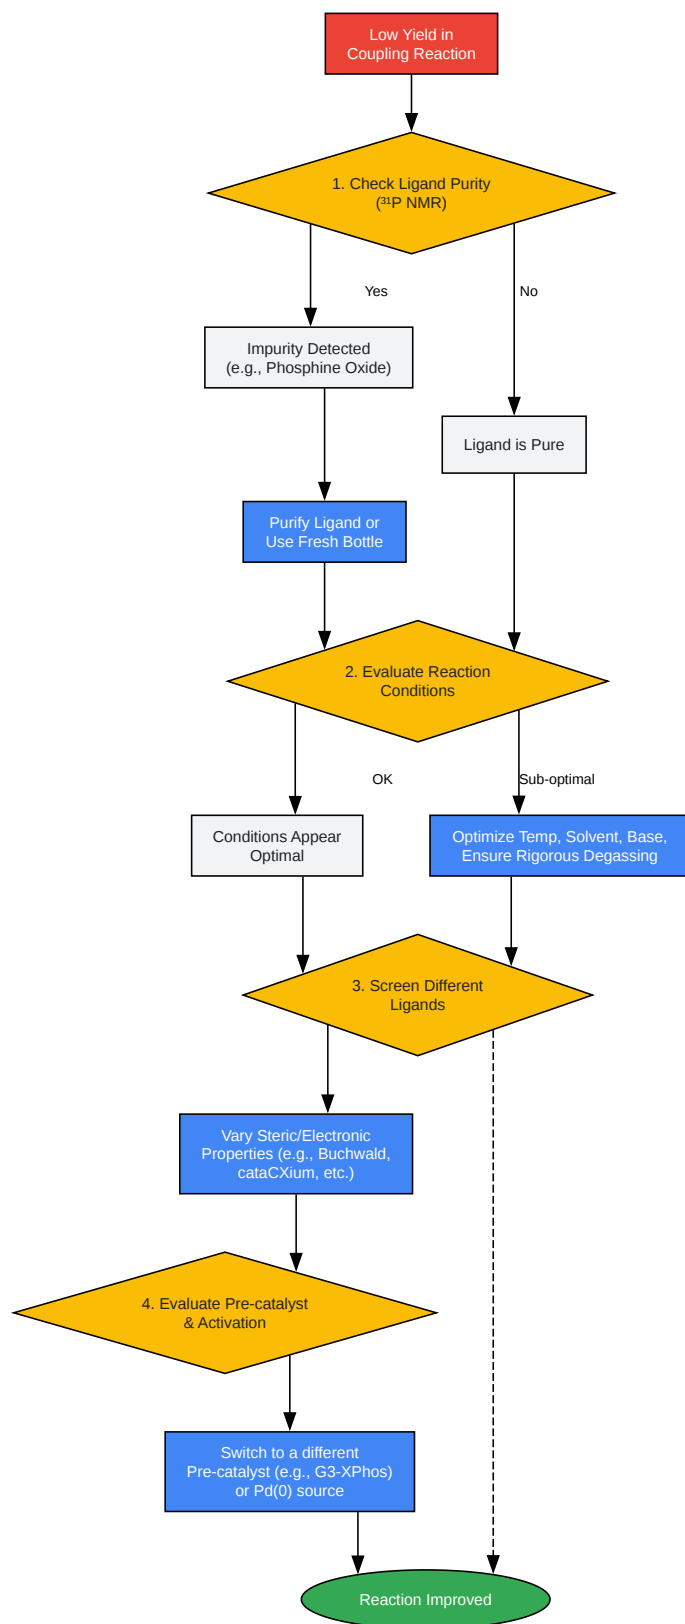 Low Yield in
Coupling Reaction
1. Check Ligand Purity
(³¹P NMR)
Yes
No
Impurity Detected
(e.g., Phosphine Oxide)
Ligand is Pure
Purify Ligand or
Use Fresh Bottle
2. Evaluate Reaction
Conditions
OK
Sub-optimal
Conditions Appear
Optimal
Optimize Temp, Solvent, Base,
Ensure Rigorous Degassing
3. Screen Different
Ligands
Vary Steric/Electronic
Properties (e.g., Buchwald,
cataCXium, etc.)
4. Evaluate Pre-catalyst
& Activation
Switch to a different
Pre-catalyst (e.g., G3-XPhos)
or Pd(0) source
Reaction Improved